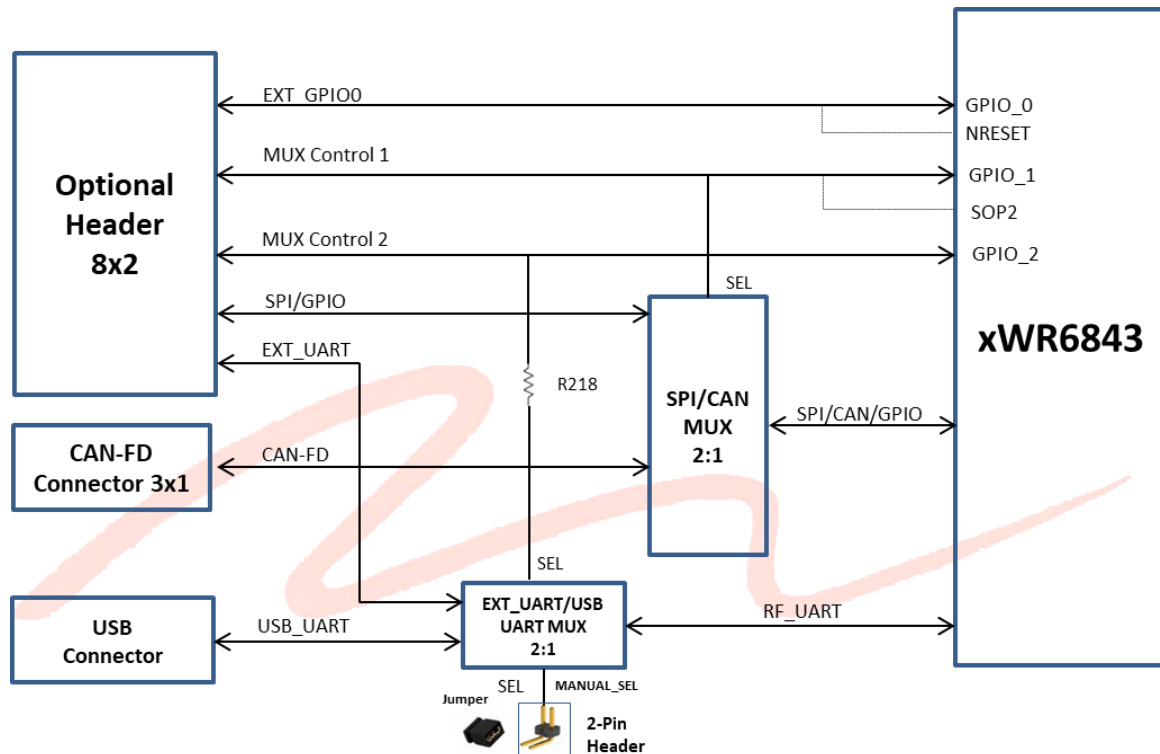 EXT_GPIO0
GPIO_0
NRESET
MUX Control 1
GPIO_1
Optional
Header
8x2
SOP2
MUX Control 2
GPIO_2
SEL
SPI/GPIO
xWR6843
EXT_UART
R218
SPI/CAN
MUX
2:1
SPI/CAN/GPIO
CAN-FD
Connector 3x1
CAN-FD
SEL
EXT_UART/USB
UART MUX
2:1
RF_UART
USB
Connector
USB_UART
SEL
MANUAL_SEL
Jumper
2-Pin
Header